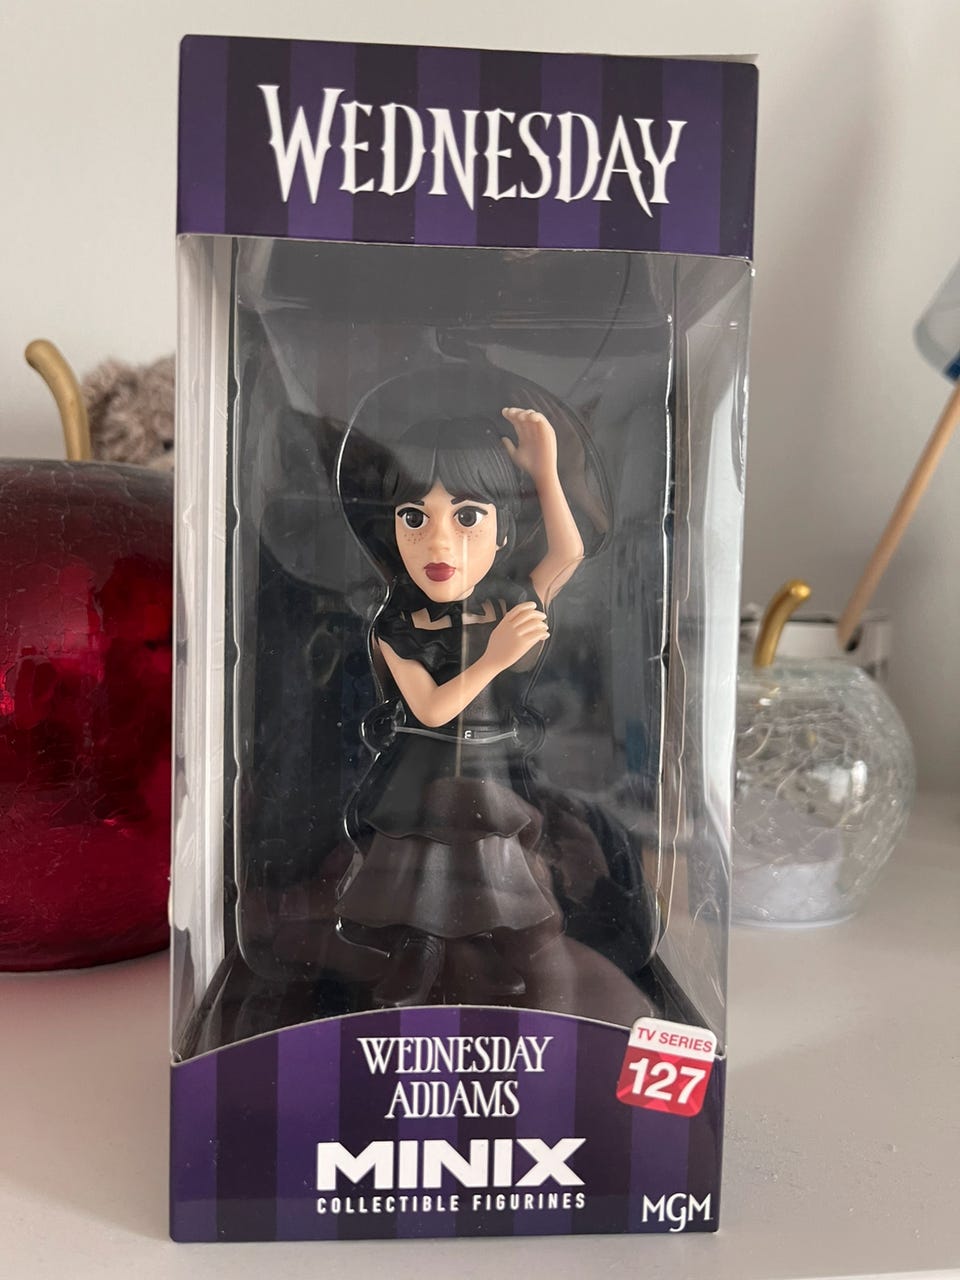 WEDNESDAY
WEDNESDAY
ADDAMS
TV SERIES
127
MINIX
COLLECTIBLE FIGURINES
MGM